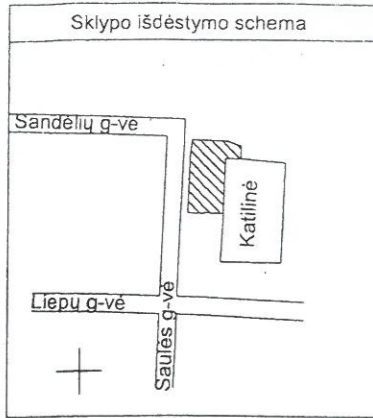 Sklypo išdėstymo schema
Sandėlių g-vė
Katilinė
Liepų g-vė
Saulės g-vė